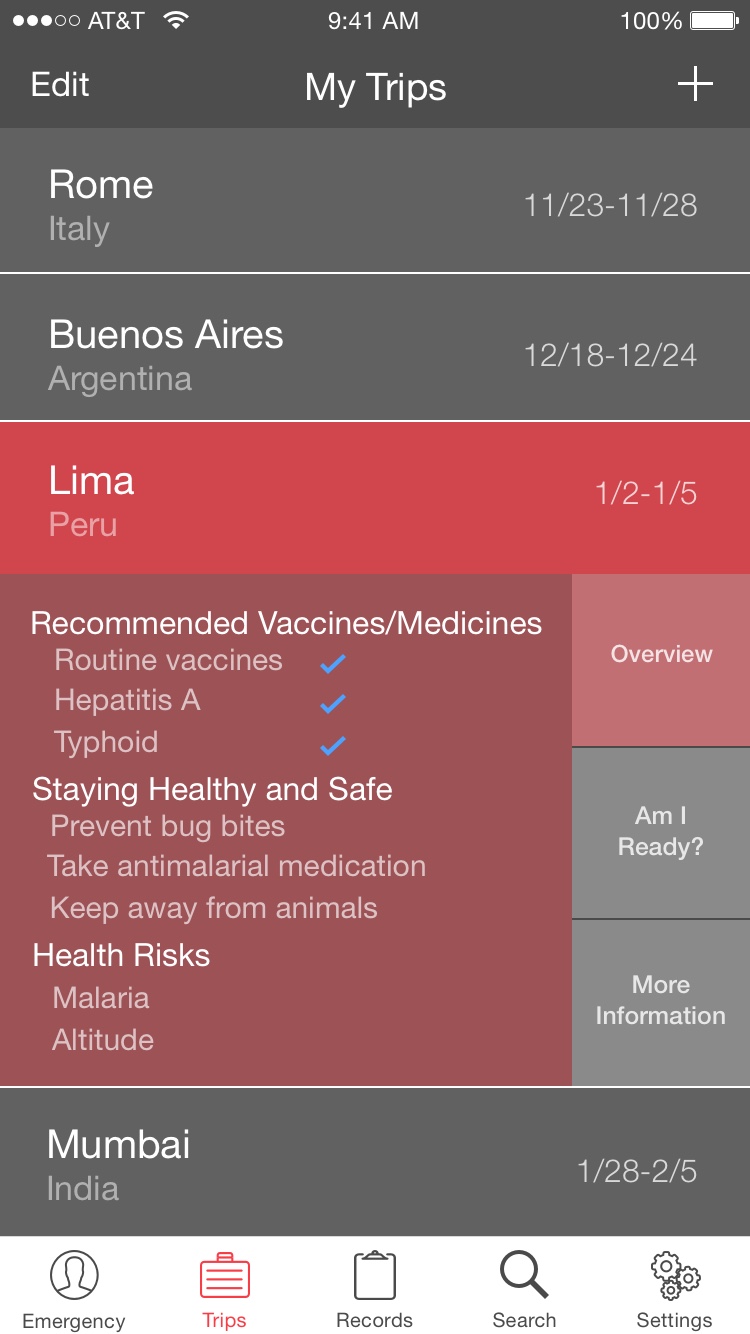 AT&T 9:41 AM 100%
Edit My Trips
Rome
Italy
11/23-11/28
Buenos Aires
Argentina
12/18-12/24
Lima
Peru
1/2-1/5
Recommended Vaccines/Medicines
Routine vaccines
Hepatitis A
Typhoid
Staying Healthy and Safe
Prevent bug bites
Take antimalarial medication
Keep away from animals
Health Risks
Malaria
Altitude
Overview
Am I
Ready?
More
Information
Mumbai
India
1/28-2/5
Emergency Trips Records Search Settings